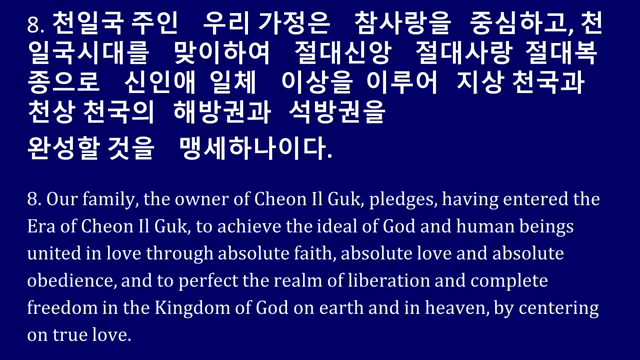 8. 천일국 주인 우리 가정은 참사랑을 중심하고, 천
일국시대를 맞이하여 절대신앙 절대사랑 절대복
종으로 신인애 일체 이상을 이루어 지상 천국과
천상 천국의 해방권과 석방권을
완성할 것을 맹세하나이다.
8. Our family, the owner of Cheon Il Guk, pledges, having entered the
Era of Cheon Il Guk, to achieve the ideal of God and human beings
united in love through absolute faith, absolute love and absolute
obedience, and to perfect the realm of liberation and complete
freedom in the Kingdom of God on earth and in heaven, by centering
on true love.